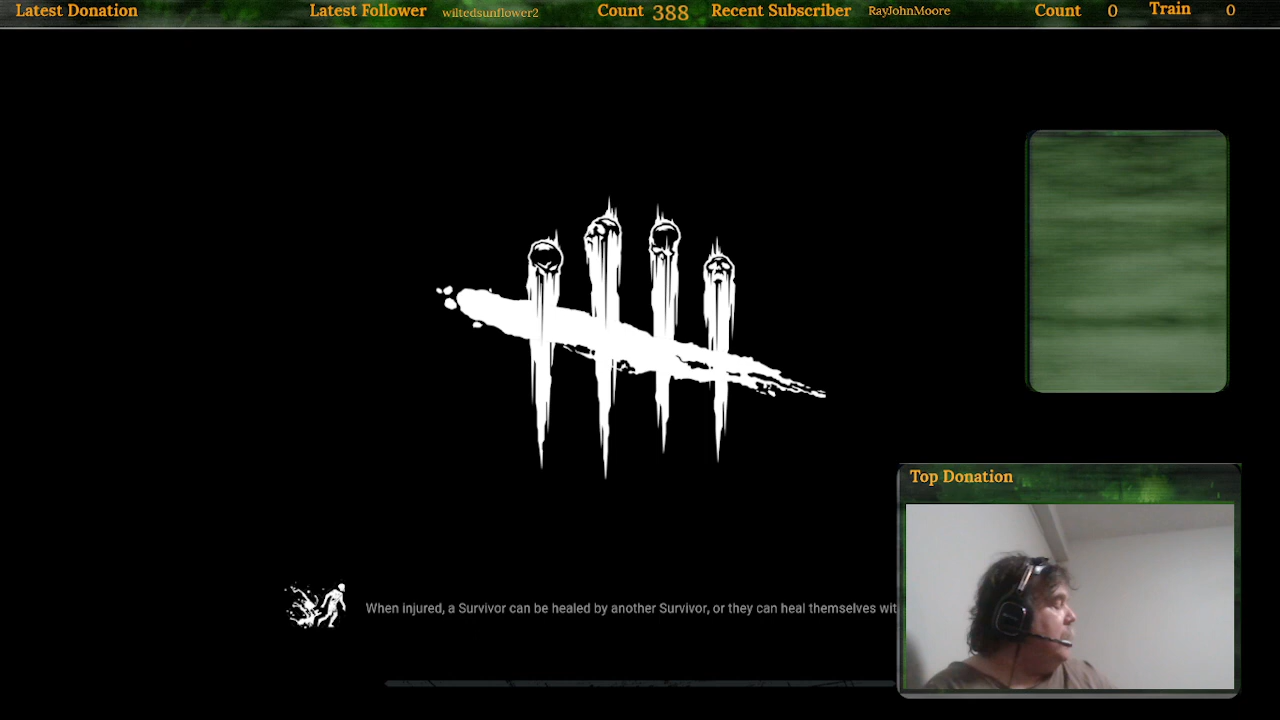 Latest Donation Latest Follower wiltedsunflower2 Count 388 Recent Subscriber RayJohnMoore Count 0 Train 0
Top Donation
When injured, a Survivor can be healed by another Survivor, or they can heal themselves wit